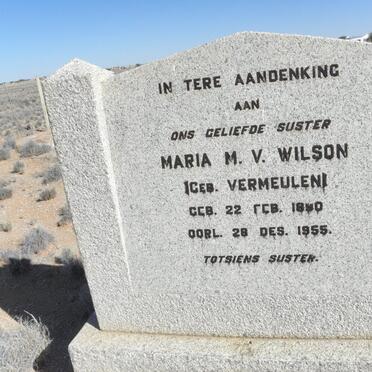 IN TERE AANDENKING
AAN
ONS GELIEFDE SUSTER
MARIA M. V. WILSON
(GEB. VERMEULEN)
GEB. 22 FEB. 1880
OORL. 28 DES. 1955.
TOTSIENS SUSTER.